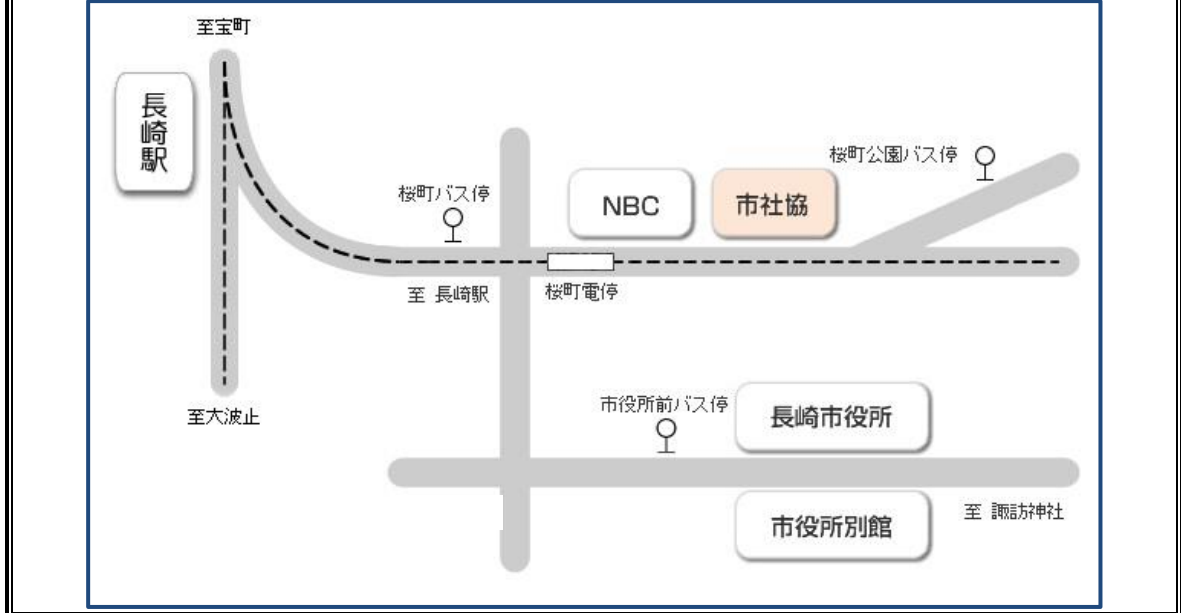 至宝町
長崎駅
桜町公園バス停
桜町バス停
NBC
市社協
至 長崎駅
桜町電停
至大波止
市役所前バス停
長崎市役所
至 諏訪神社
市役所別館